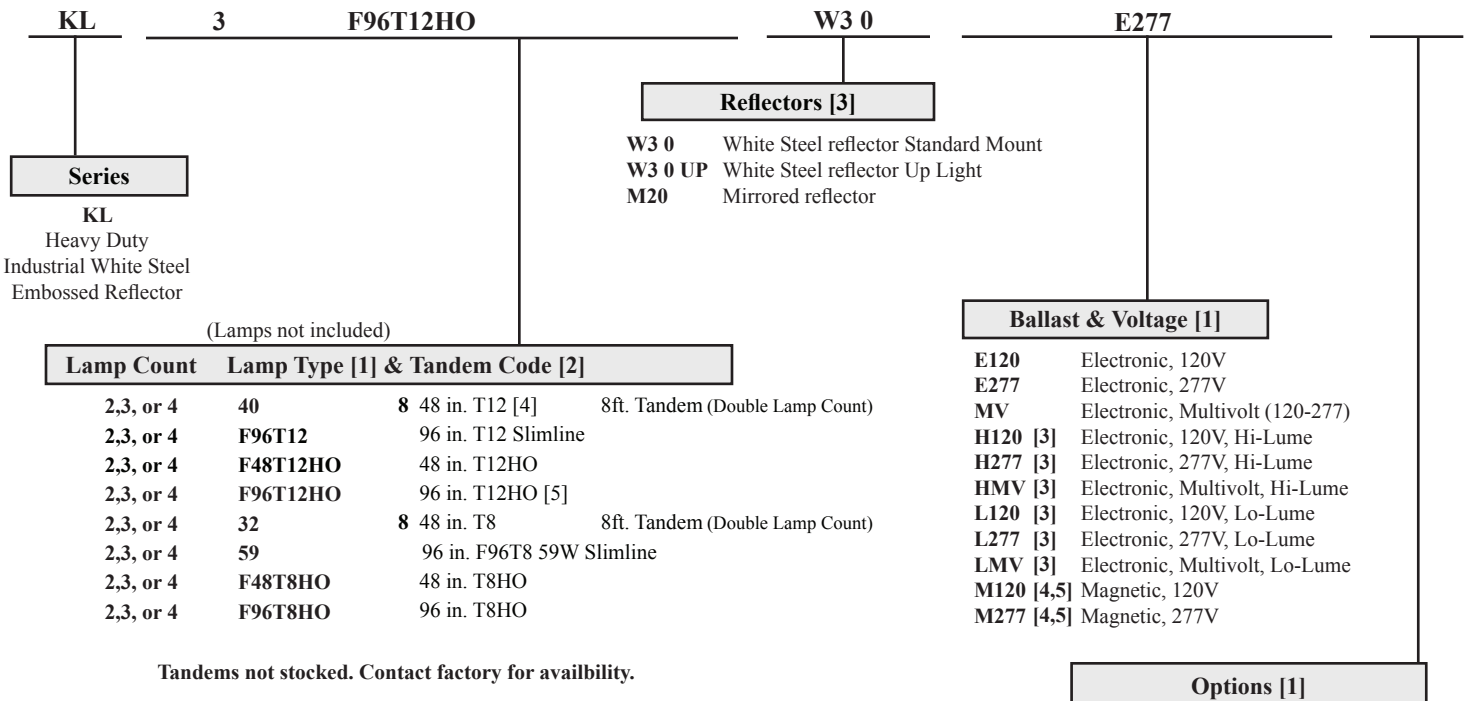 KL 3 F96T12HO W3 0 E277
Reflectors [3]
W3 0 White Steel reflector Standard Mount
W3 0 UP White Steel reflector Up Light
M20 Mirrored reflector
Series
KL
Heavy Duty
Industrial White Steel
Embossed Reflector
(Lamps not included)
Lamp Count Lamp Type [1] & Tandem Code [2]
2,3, or 4 40 8 48 in. T12 [4] 8ft. Tandem (Double Lamp Count)
2,3, or 4 F96T12 96 in. T12 Slimline
2,3, or 4 F48T12HO 48 in. T12HO
2,3, or 4 F96T12HO 96 in. T12HO [5]
2,3, or 4 32 8 48 in. T8 8ft. Tandem (Double Lamp Count)
2,3, or 4 59 96 in. F96T8 59W Slimline
2,3, or 4 F48T8HO 48 in. T8HO
2,3, or 4 F96T8HO 96 in. T8HO
Tandems not stocked. Contact factory for availbility.
Ballast & Voltage [1]
E120 Electronic, 120V
E277 Electronic, 277V
MV Electronic, Multivolt (120-277)
H120 [3] Electronic, 120V, Hi-Lume
H277 [3] Electronic, 277V, Hi-Lume
HMV [3] Electronic, Multivolt, Hi-Lume
L120 [3] Electronic, 120V, Lo-Lume
L277 [3] Electronic, 277V, Lo-Lume
LMV [3] Electronic, Multivolt, Lo-Lume
M120 [4,5] Magnetic, 120V
M277 [4,5] Magnetic, 277V
Options [1]